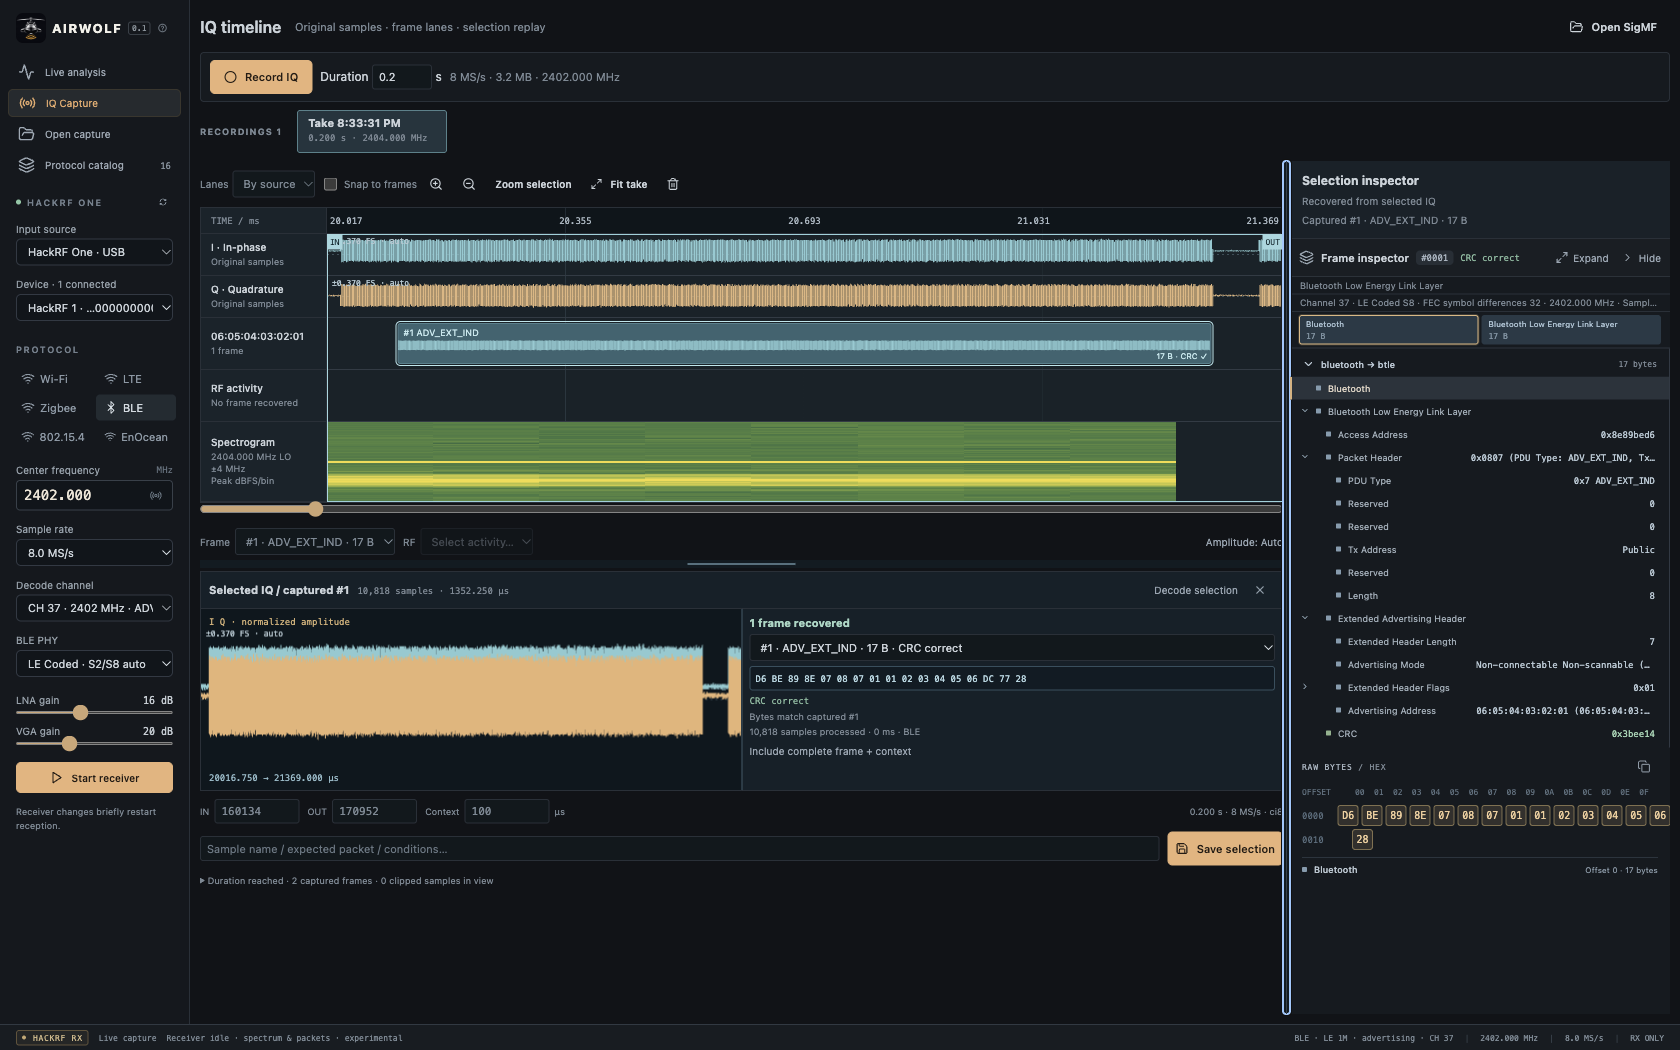 AIRWOLF 0.1
Live analysis
IQ Capture
Open capture
Protocol catalog 16
HACKRF ONE
Input source
HackRF One · USB
Device · 1 connected
HackRF 1 · ...00000000(
PROTOCOL
Wi-Fi LTE
Zigbee BLE
802.15.4 EnOcean
Center frequency MHz
2402.000
Sample rate
8.0 MS/s
Decode channel
CH 37 · 2402 MHz · ADV
BLE PHY
LE Coded · S2/S8 auto
LNA gain 16 dB
VGA gain 20 dB
Start receiver
Receiver changes briefly restart
reception.
IQ timeline Original samples · frame lanes · selection replay Open SigMF
Record IQ Duration 0.2 s 8 MS/s · 3.2 MB · 2402.000 MHz
RECORDINGS 1
Take 8:33:31 PM
0.200 s · 2404.000 MHz
Lanes By source Snap to frames Zoom selection Fit take
TIME / ms 20.017 20.355 20.693 21.031 21.369
I · In-phase
Original samples
IN OUT
Q · Quadrature
Original samples
±0.370 FS · auto
06:05:04:03:02:01
1 frame
#1 ADV_EXT_IND
17 B · CRC ✓
RF activity
No frame recovered
Spectrogram
2404.000 MHz LO
±4 MHz
Peak dBFS/bin
Frame #1 · ADV_EXT_IND · 17 B RF Select activity... Amplitude: Auto
Selected IQ / captured #1 10,818 samples · 1352.250 µs Decode selection
I Q · normalized amplitude
±0.370 FS · auto
20016.750 → 21369.000 µs
1 frame recovered
#1 · ADV_EXT_IND · 17 B · CRC correct
D6 BE 89 8E 07 08 07 01 01 02 03 04 05 06 DC 77 28
CRC correct
Bytes match captured #1
10,818 samples processed · 0 ms · BLE
Include complete frame + context
IN 160134 OUT 170952 Context 100 µs 0.200 s · 8 MS/s · ci8
Sample name / expected packet / conditions... Save selection
Duration reached · 2 captured frames · 0 clipped samples in view
Selection inspector
Recovered from selected IQ
Captured #1 · ADV_EXT_IND · 17 B
Frame inspector #0001 CRC correct Expand Hide
Bluetooth Low Energy Link Layer
Channel 37 · LE Coded S8 · FEC symbol differences 32 · 2402.000 MHz · Sampl...
Bluetooth
17 B
Bluetooth Low Energy Link Layer
17 B
bluetooth → btle 17 bytes
Bluetooth
Bluetooth Low Energy Link Layer
Access Address 0x8e89bed6
Packet Header 0x0807 (PDU Type: ADV_EXT_IND, Tx...
PDU Type 0x7 ADV_EXT_IND
Reserved 0
Reserved 0
Tx Address Public
Reserved 0
Length 8
Extended Advertising Header
Extended Header Length 7
Advertising Mode Non-connectable Non-scannable (...
Extended Header Flags 0x01
Advertising Address 06:05:04:03:02:01 (06:05:04:03:...
CRC 0x3bee14
RAW BYTES / HEX
OFFSET 00 01 02 03 04 05 06 07 08 09 0A 0B 0C 0D 0E 0F
0000 D6 BE 89 8E 07 08 07 01 01 02 03 04 05 06
0010 28
Bluetooth Offset 0 · 17 bytes
HACKRF RX Live capture Receiver idle · spectrum & packets · experimental BLE · LE 1M · advertising · CH 37 2402.000 MHz 8.0 MS/s RX ONLY